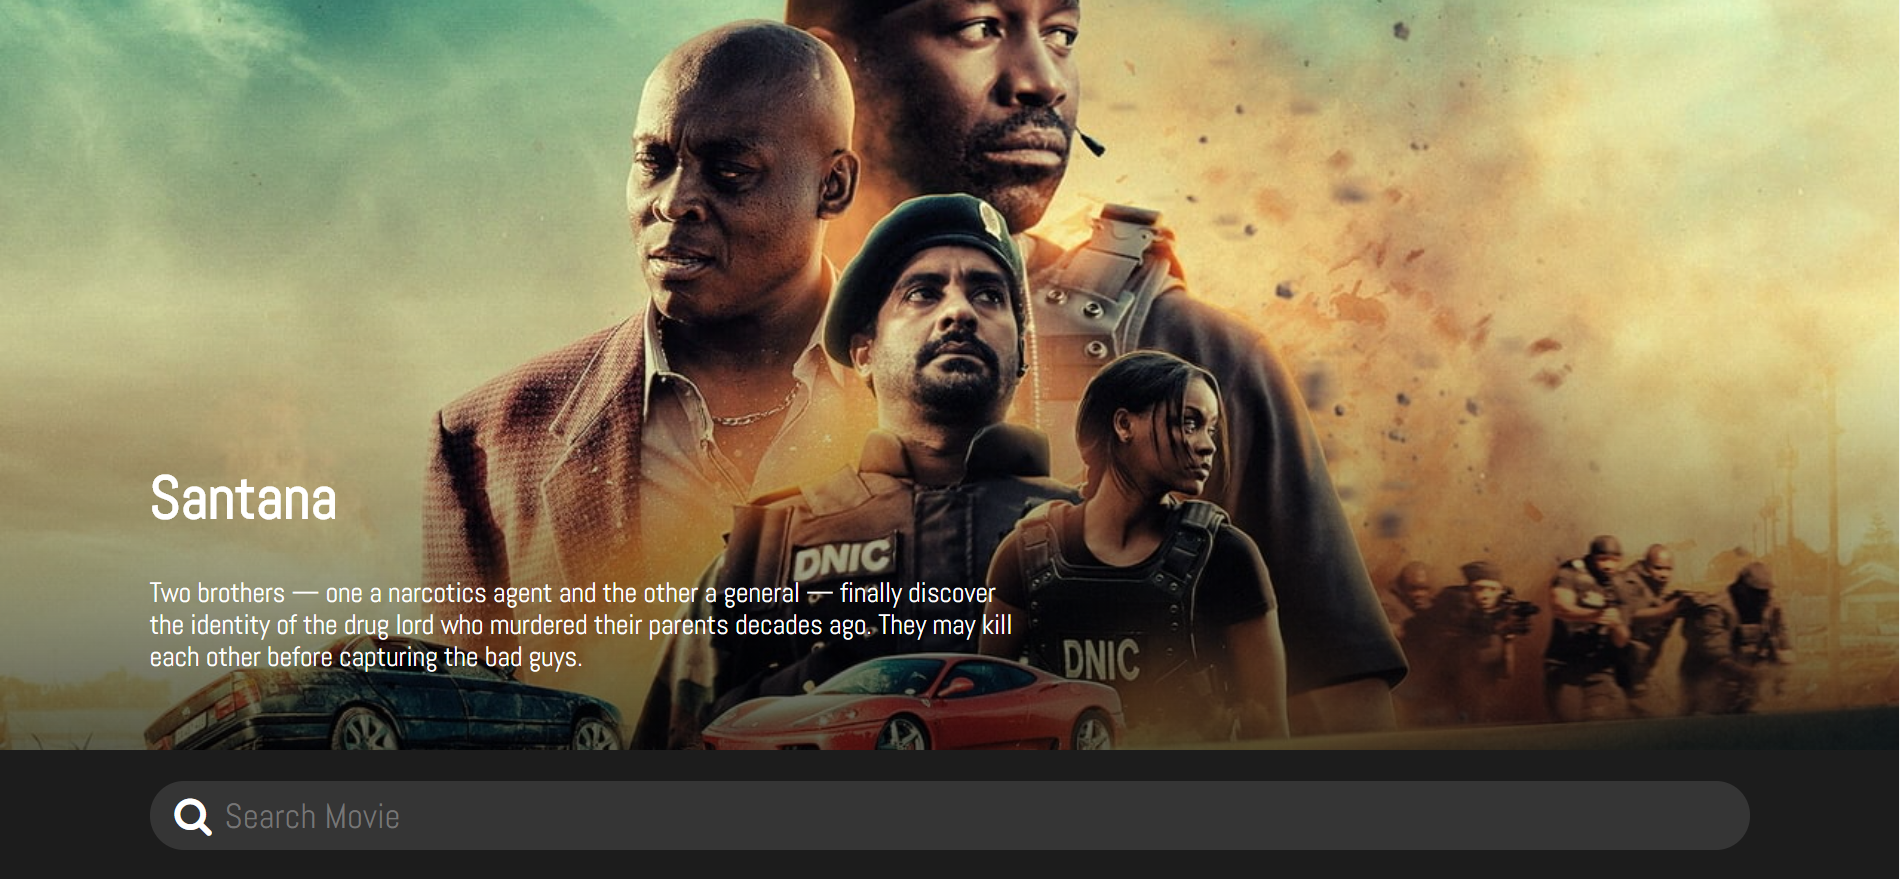 Santana
DNIC
Two brothers — one a narcotics agent and the other a general — finally discover
the identity of the drug lord who murdered their parents decades ago. They may kill
each other before capturing the bad guys.
DNIC
Search Movie